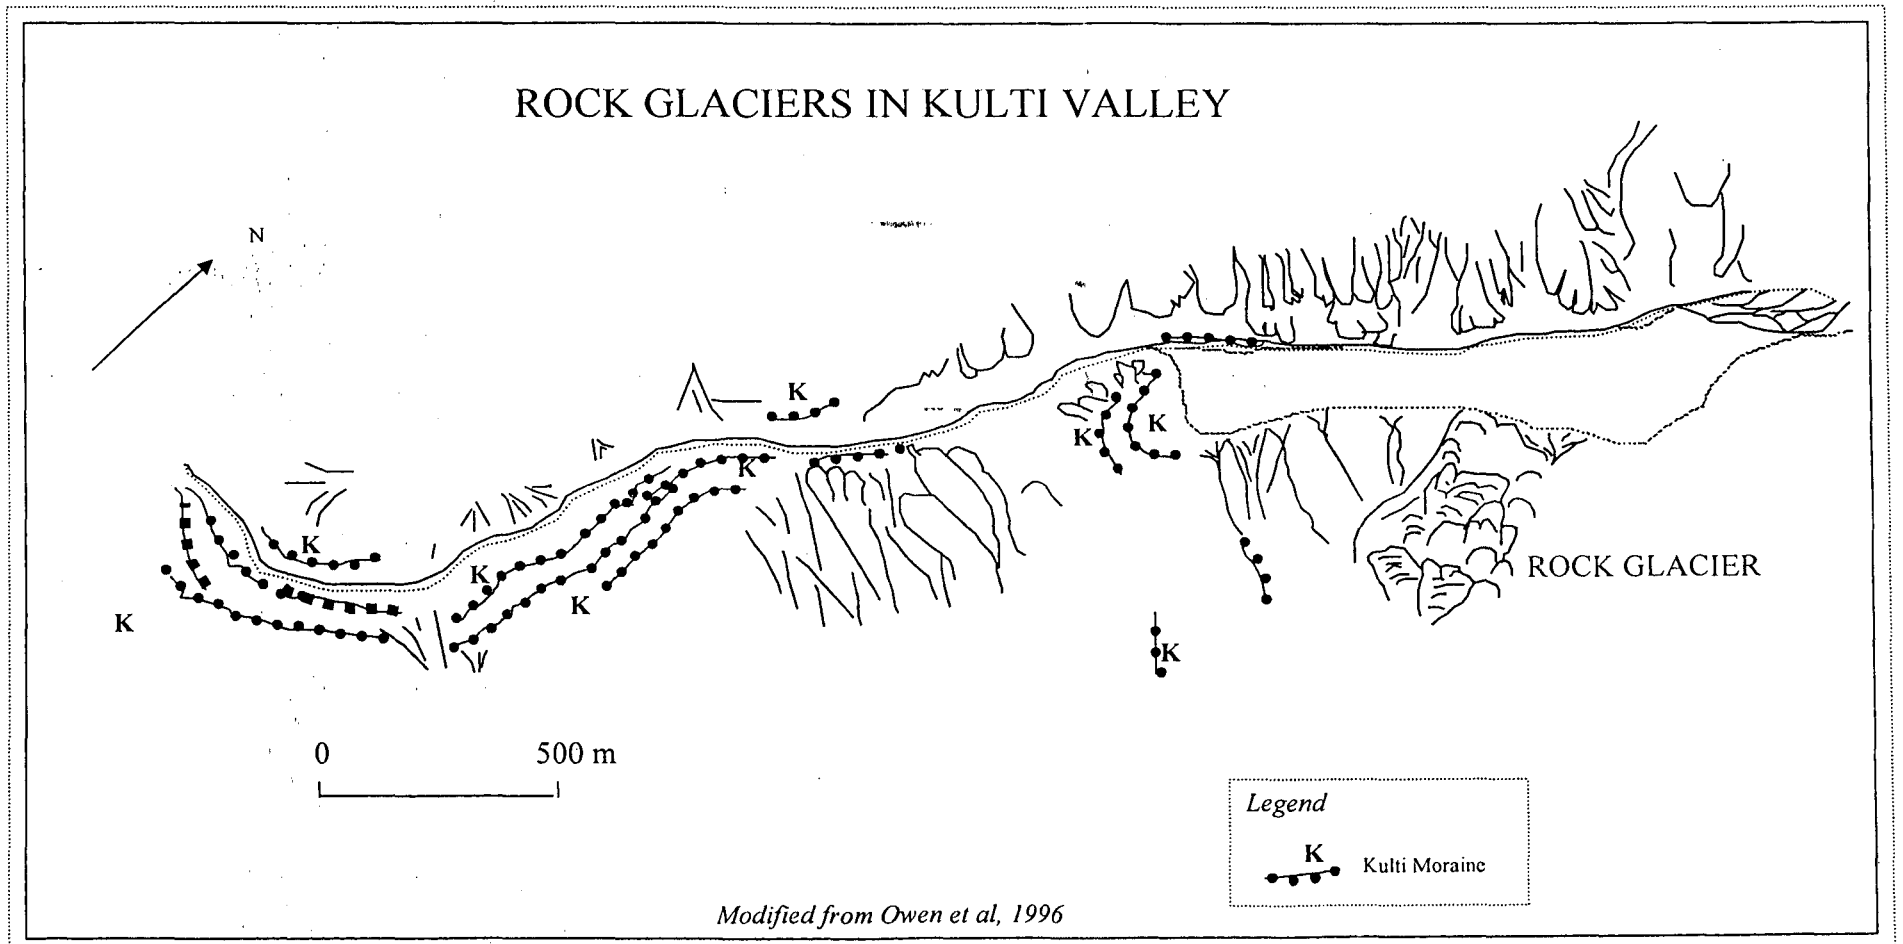 ROCK GLACIERS IN KULTI VALLEY
N
K
K
K
K
K
K
K
K
ROCK GLACIER
K
K
0 500 m
Legend
K
Kulti Moraine
Modified from Owen et al, 1996